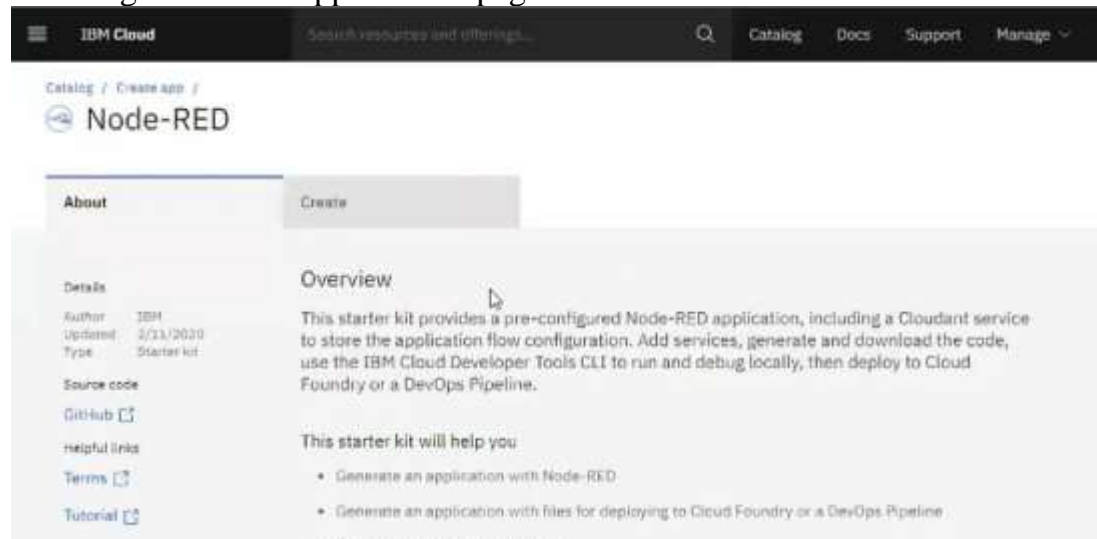 IBM Cloud
Search resources and offerings...
Catalog Docs Support Manage
Catalog / Create app /
Node-RED
About
Create
Details
Author IBM
Updated 2/11/2020
Type Starter kit
Source code
GitHub
Helpful links
Terms
Tutorial
Overview
This starter kit provides a pre-configured Node-RED application, including a Cloudant service
to store the application flow configuration. Add services, generate and download the code,
use the IBM Cloud Developer Tools CLI to run and debug locally, then deploy to Cloud
Foundry or a DevOps Pipeline.
This starter kit will help you
• Generate an application with Node-RED
• Generate an application with files for deploying to Cloud Foundry or a DevOps Pipeline